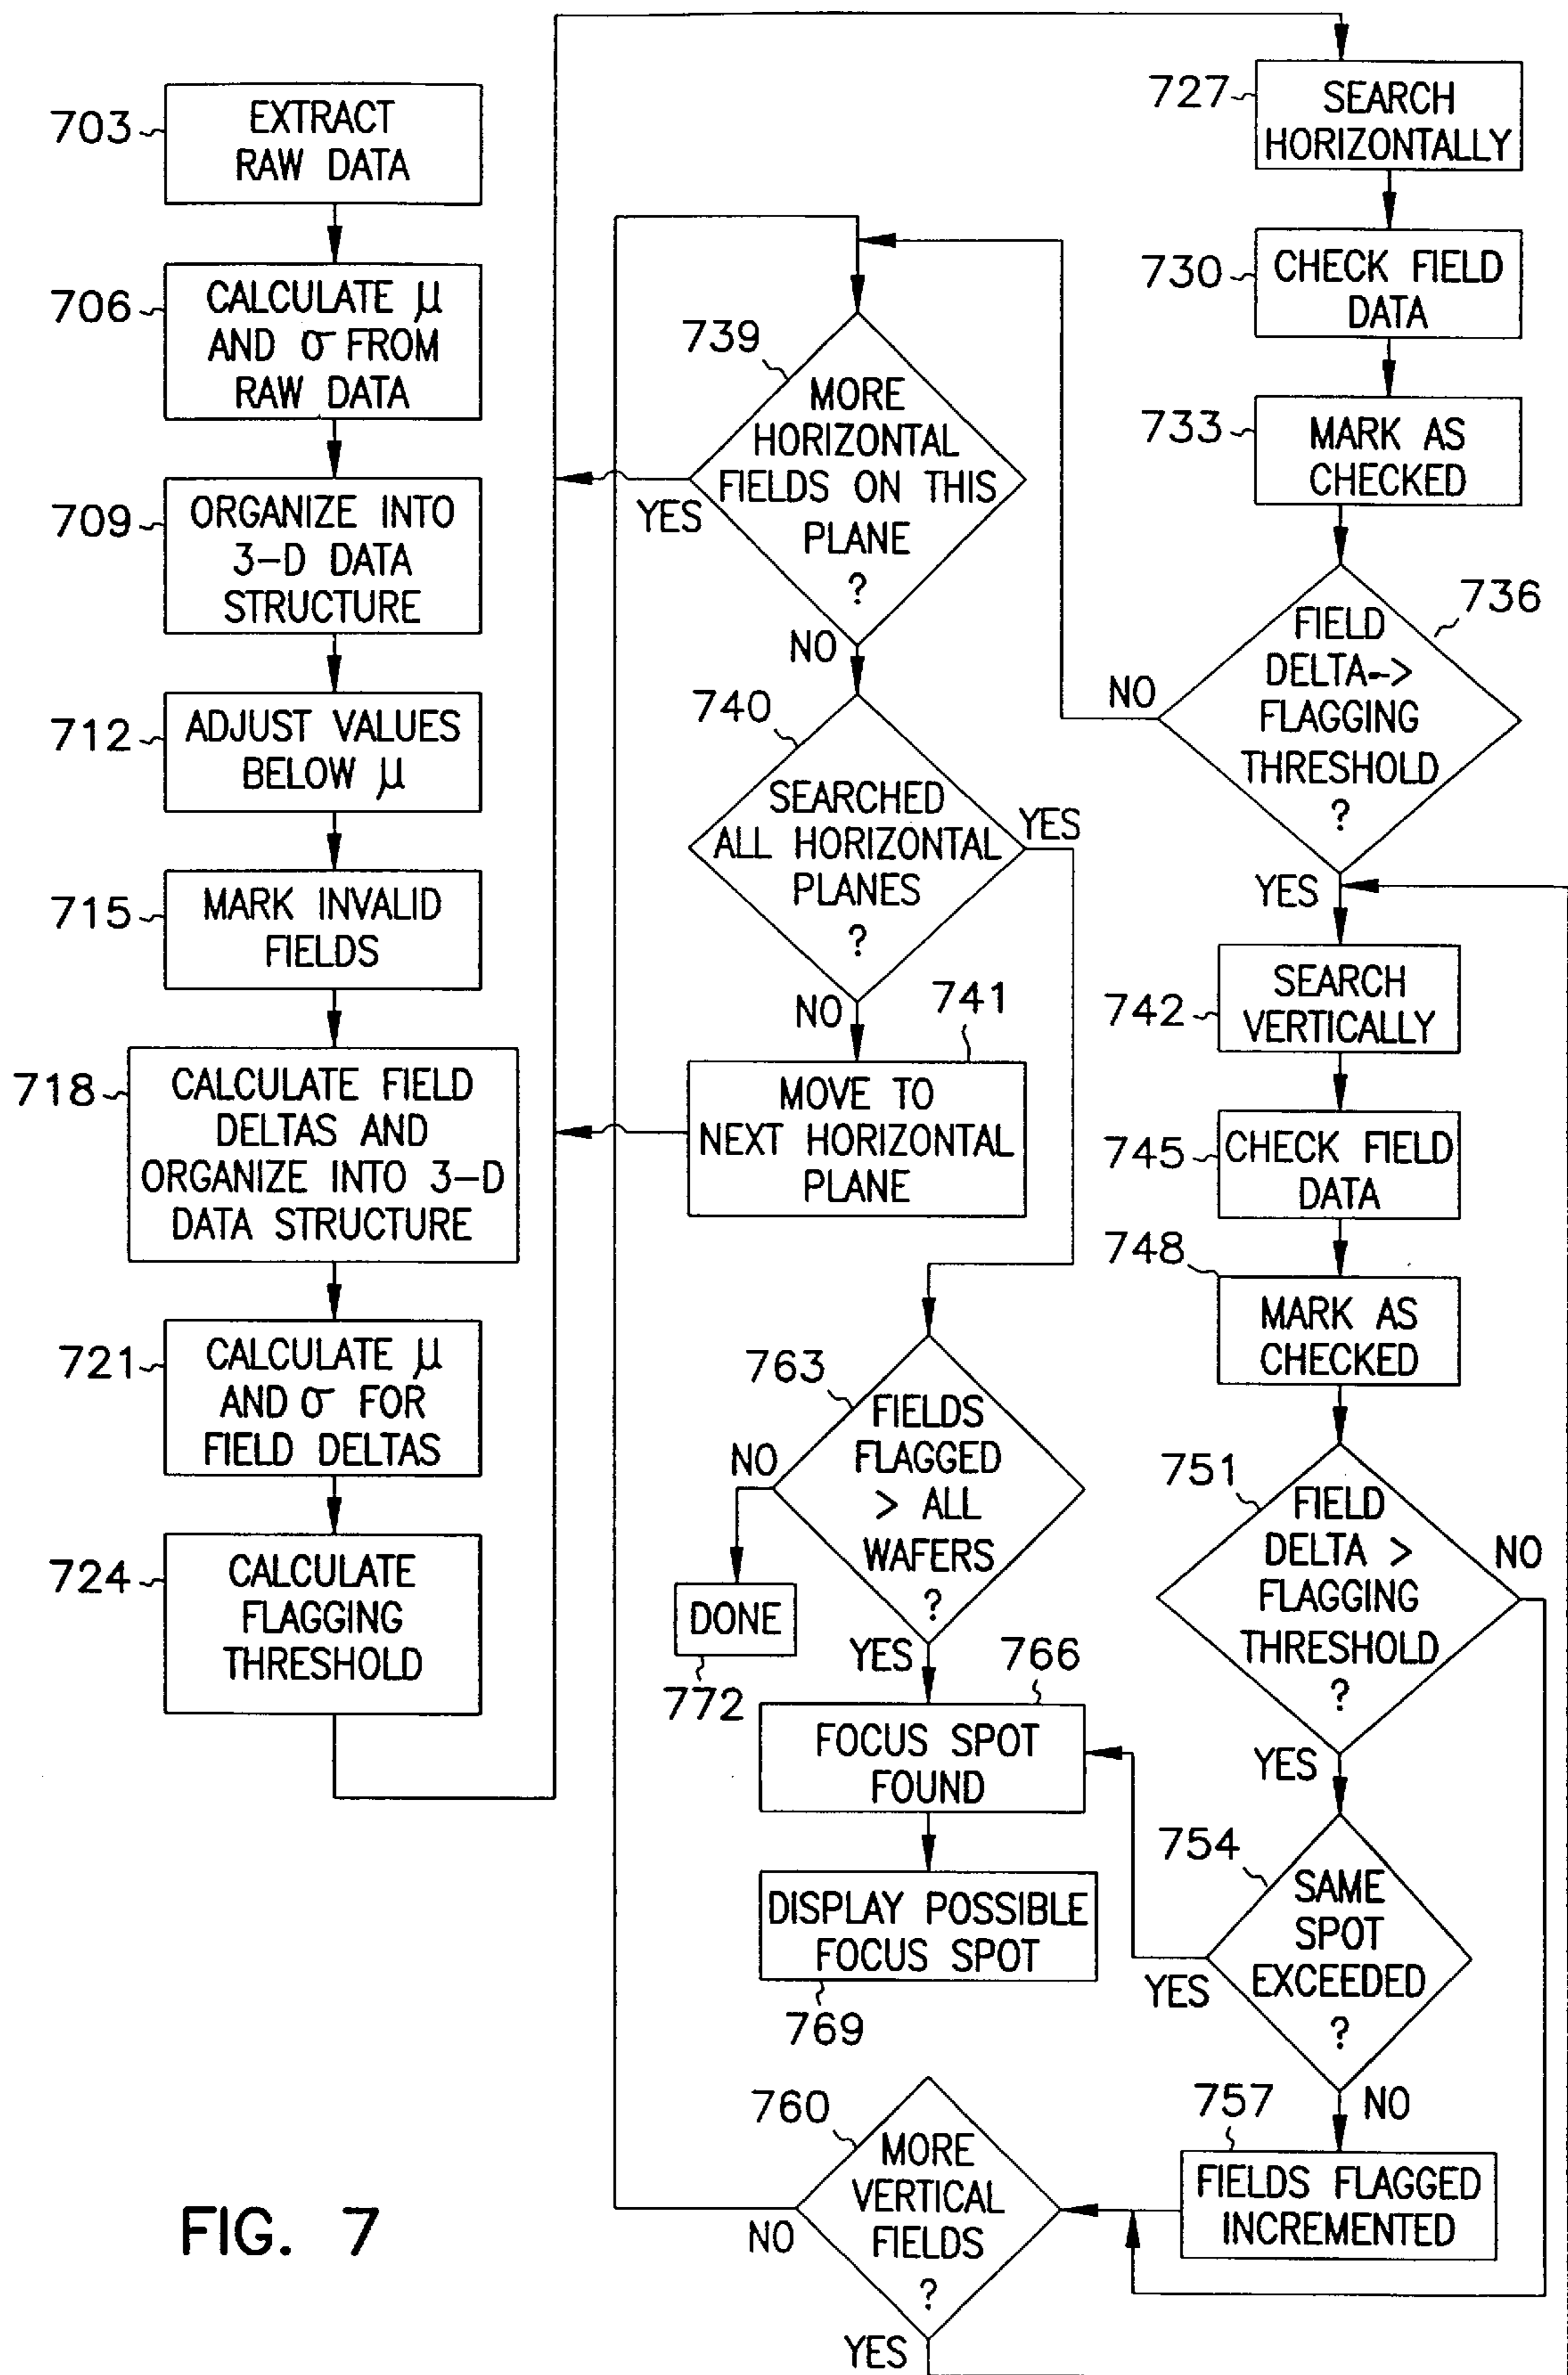 703
EXTRACT
RAW DATA
706
CALCULATE μ
AND σ FROM
RAW DATA
709
ORGANIZE INTO
3-D DATA
STRUCTURE
712
ADJUST VALUES
BELOW μ
715
MARK INVALID
FIELDS
718
CALCULATE FIELD
DELTAS AND
ORGANIZE INTO 3-D
DATA STRUCTURE
721
CALCULATE μ
AND σ FOR
FIELD DELTAS
724
CALCULATE
FLAGGING
THRESHOLD
727
SEARCH
HORIZONTALLY
730
CHECK FIELD
DATA
733
MARK AS
CHECKED
736
FIELD
DELTA->
FLAGGING
THRESHOLD
?
NO
YES
739
MORE
HORIZONTAL
FIELDS ON THIS
PLANE
?
YES
NO
740
SEARCHED
ALL HORIZONTAL
PLANES
?
YES
NO
741
MOVE TO
NEXT HORIZONTAL
PLANE
742
SEARCH
VERTICALLY
745
CHECK FIELD
DATA
748
MARK AS
CHECKED
751
FIELD
DELTA >
FLAGGING
THRESHOLD
?
NO
YES
754
SAME
SPOT
EXCEEDED
?
YES
NO
757
FIELDS FLAGGED
INCREMENTED
760
MORE
VERTICAL
FIELDS
?
NO
YES
763
FIELDS
FLAGGED
> ALL
WAFERS
?
NO
YES
DONE
772
766
FOCUS SPOT
FOUND
DISPLAY POSSIBLE
FOCUS SPOT
769
FIG. 7